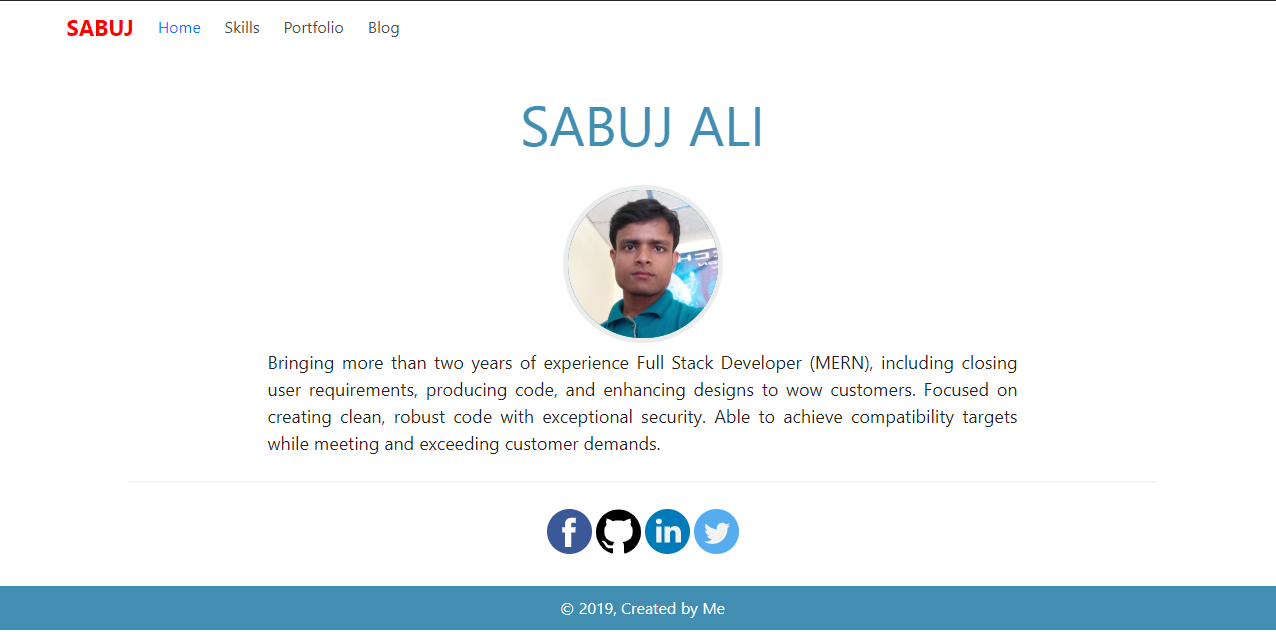 SABUJ Home Skills Portfolio Blog
SABUJ ALI
Bringing more than two years of experience Full Stack Developer (MERN), including closing
user requirements, producing code, and enhancing designs to wow customers. Focused on
creating clean, robust code with exceptional security. Able to achieve compatibility targets
while meeting and exceeding customer demands.
f in
© 2019, Created by Me